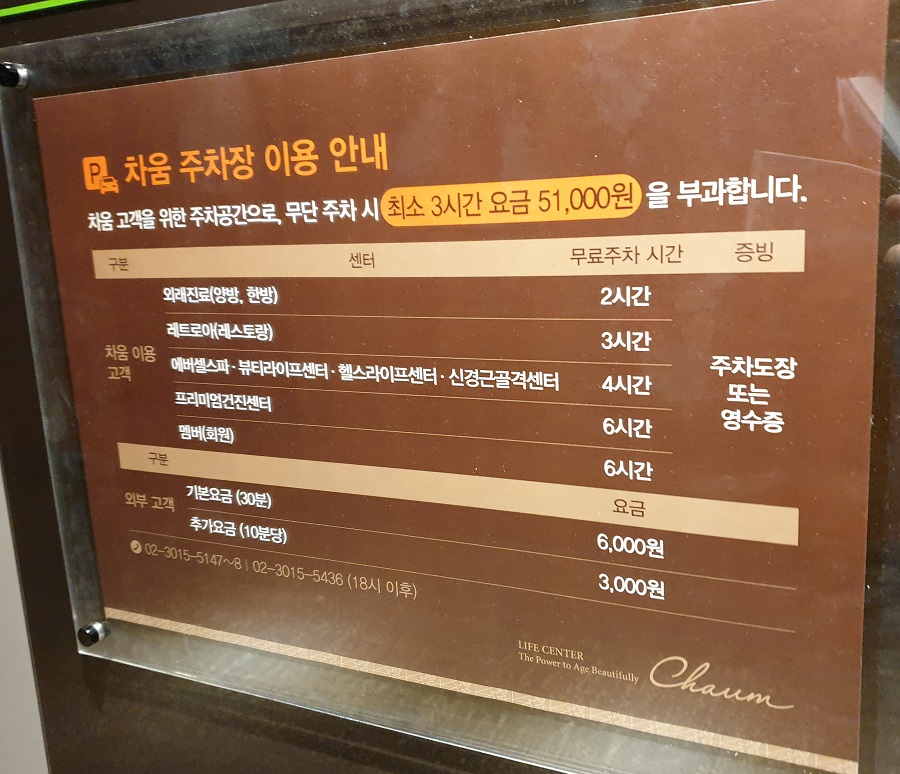 P 차움 주차장 이용 안내
차움 고객을 위한 주차공간으로, 무단 주차 시 최소 3시간 요금 51,000원 을 부과합니다.
구분 센터 무료주차 시간 증빙
차움 이용 고객
외래진료(양방, 한방) 2시간
레트로아(레스토랑) 3시간
에버셀스파 · 뷰티라이프센터 · 헬스라이프센터 · 신경근골격센터 4시간
프리미엄건진센터 6시간
멤버(회원) 6시간
주차도장
또는
영수증
구분 요금
외부 고객
기본요금 (30분) 6,000원
추가요금 (10분당) 3,000원
02-3015-5147~8 | 02-3015-5436 (18시 이후)
LIFE CENTER
The Power to Age Beautifully
Chaum